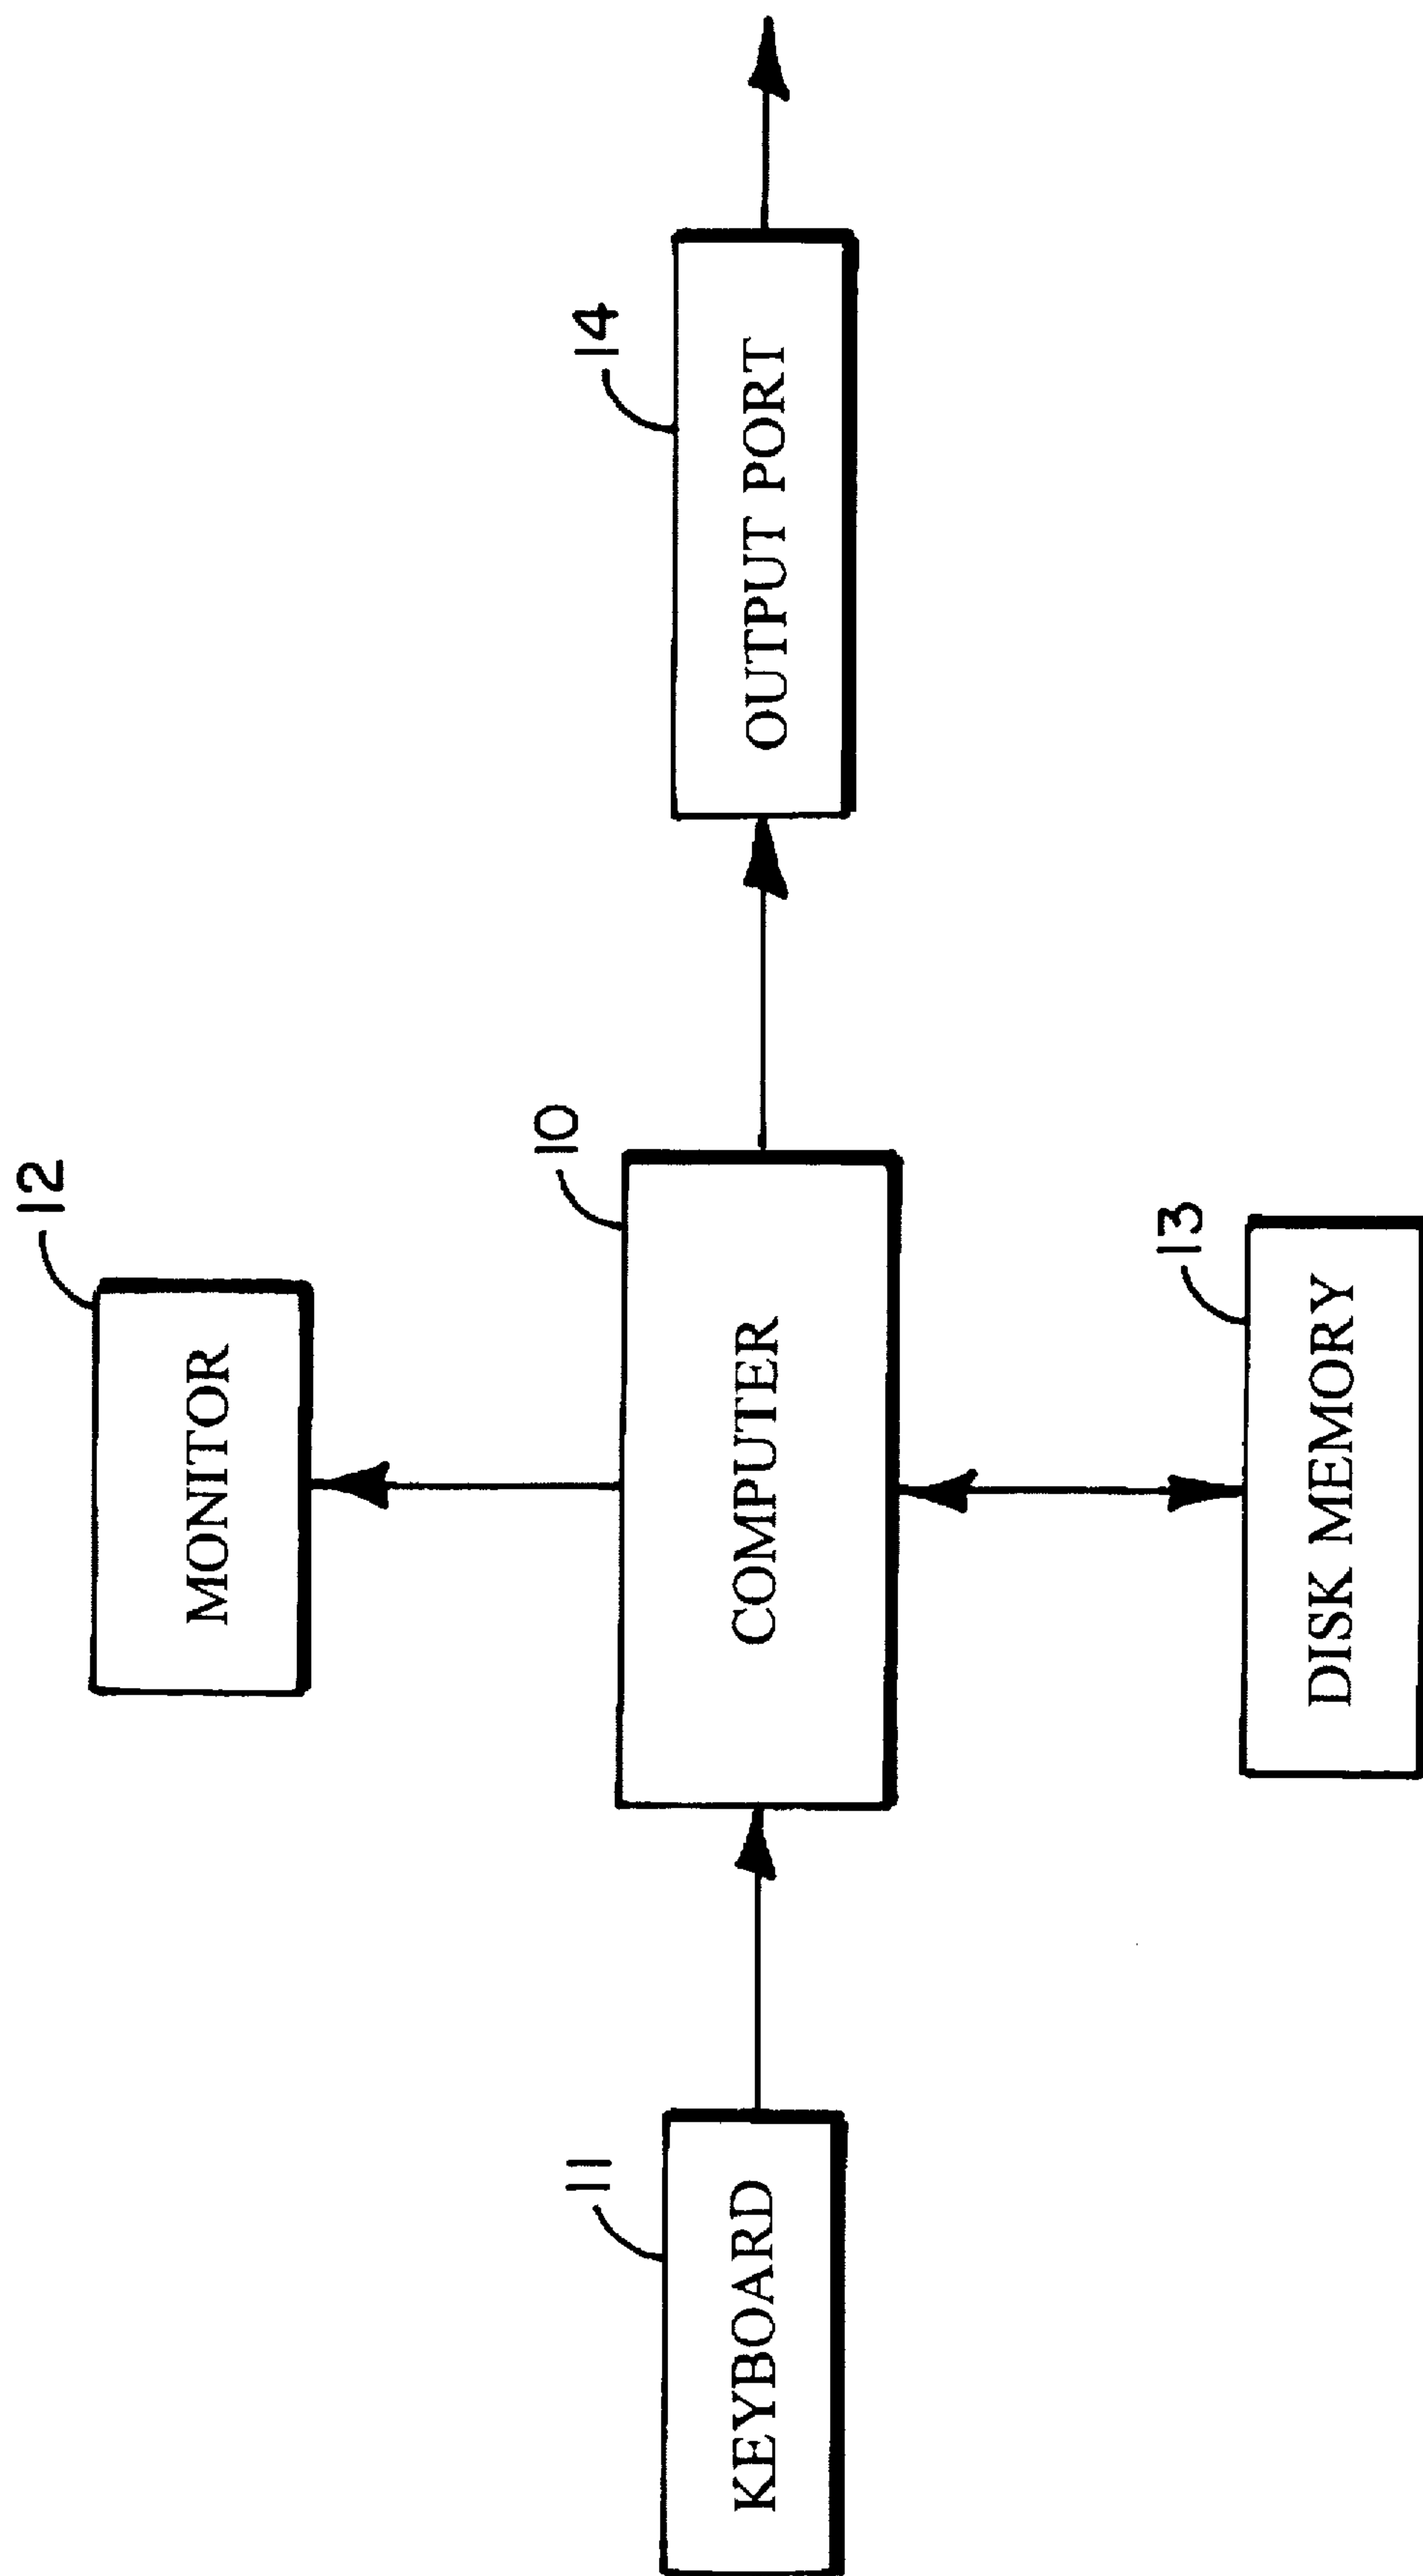 12
MONITOR
10
COMPUTER
11
KEYBOARD
14
OUTPUT PORT
13
DISK MEMORY